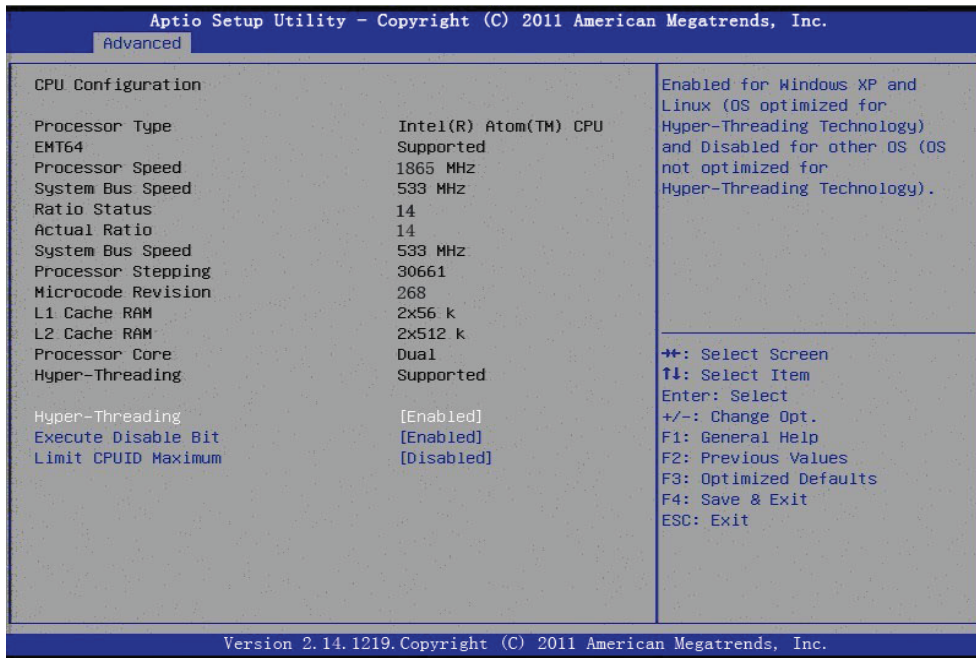 Aptio Setup Utility - Copyright (C) 2011 American Megatrends, Inc.
Advanced
CPU Configuration
Processor Type Intel(R) Atom(TM) CPU
EMT64 Supported
Processor Speed 1865 MHz
System Bus Speed 533 MHz
Ratio Status 14
Actual Ratio 14
System Bus Speed 533 MHz
Processor Stepping 30661
Microcode Revision 268
L1 Cache RAM 2x56 k
L2 Cache RAM 2x512 k
Processor Core Dual
Hyper-Threading Supported
Hyper-Threading [Enabled]
Execute Disable Bit [Enabled]
Limit CPUID Maximum [Disabled]
Enabled for Windows XP and
Linux (OS optimized for
Hyper-Threading Technology)
and Disabled for other OS (OS
not optimized for
Hyper-Threading Technology).
→←: Select Screen
↑↓: Select Item
Enter: Select
+/-: Change Opt.
F1: General Help
F2: Previous Values
F3: Optimized Defaults
F4: Save & Exit
ESC: Exit
Version 2.14.1219.Copyright (C) 2011 American Megatrends, Inc.